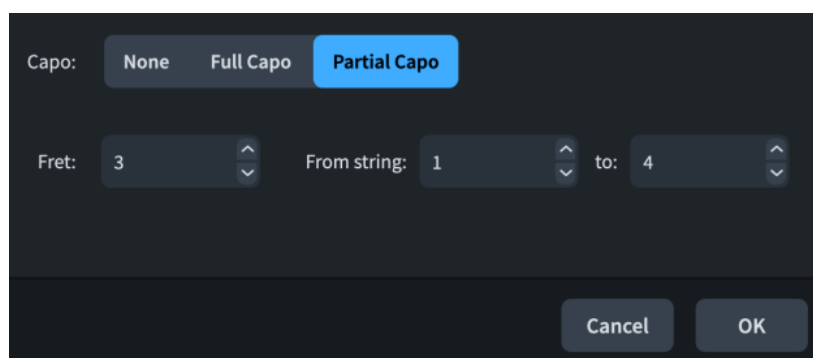 Capo: None Full Capo Partial Capo
Fret: 3 From string: 1 to: 4
Cancel OK